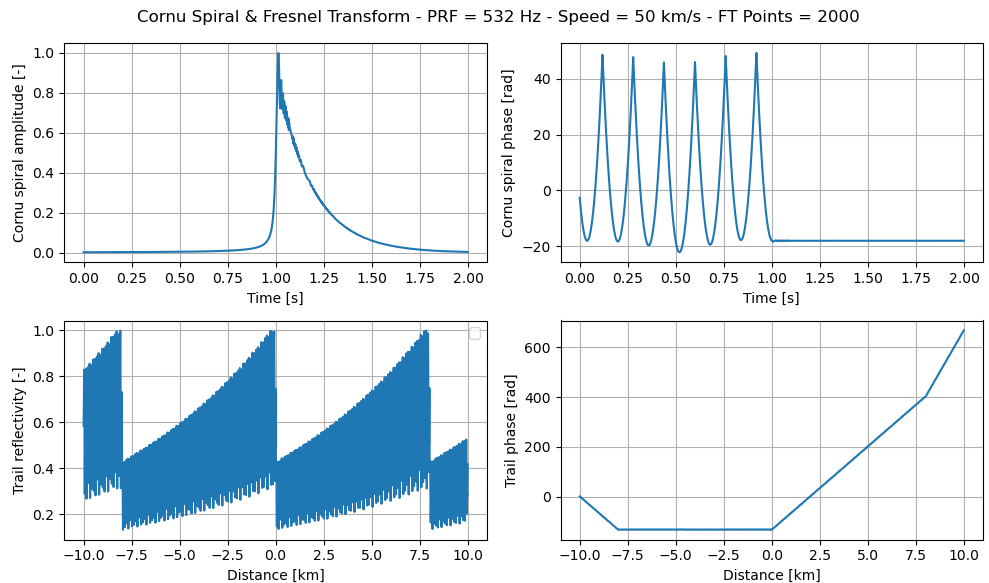 Cornu Spiral & Fresnel Transform - PRF = 532 Hz - Speed = 50 km/s - FT Points = 2000
Cornu spiral amplitude [-]
1.0
0.8
0.6
0.4
0.2
0.0
0.00 0.25 0.50 0.75 1.00 1.25 1.50 1.75 2.00
Time [s]
Cornu spiral phase [rad]
40
20
0
−20
0.00 0.25 0.50 0.75 1.00 1.25 1.50 1.75 2.00
Time [s]
Trail reflectivity [-]
1.0
0.8
0.6
0.4
0.2
−10.0 −7.5 −5.0 −2.5 0.0 2.5 5.0 7.5 10.0
Distance [km]
Trail phase [rad]
600
400
200
0
−10.0 −7.5 −5.0 −2.5 0.0 2.5 5.0 7.5 10.0
Distance [km]